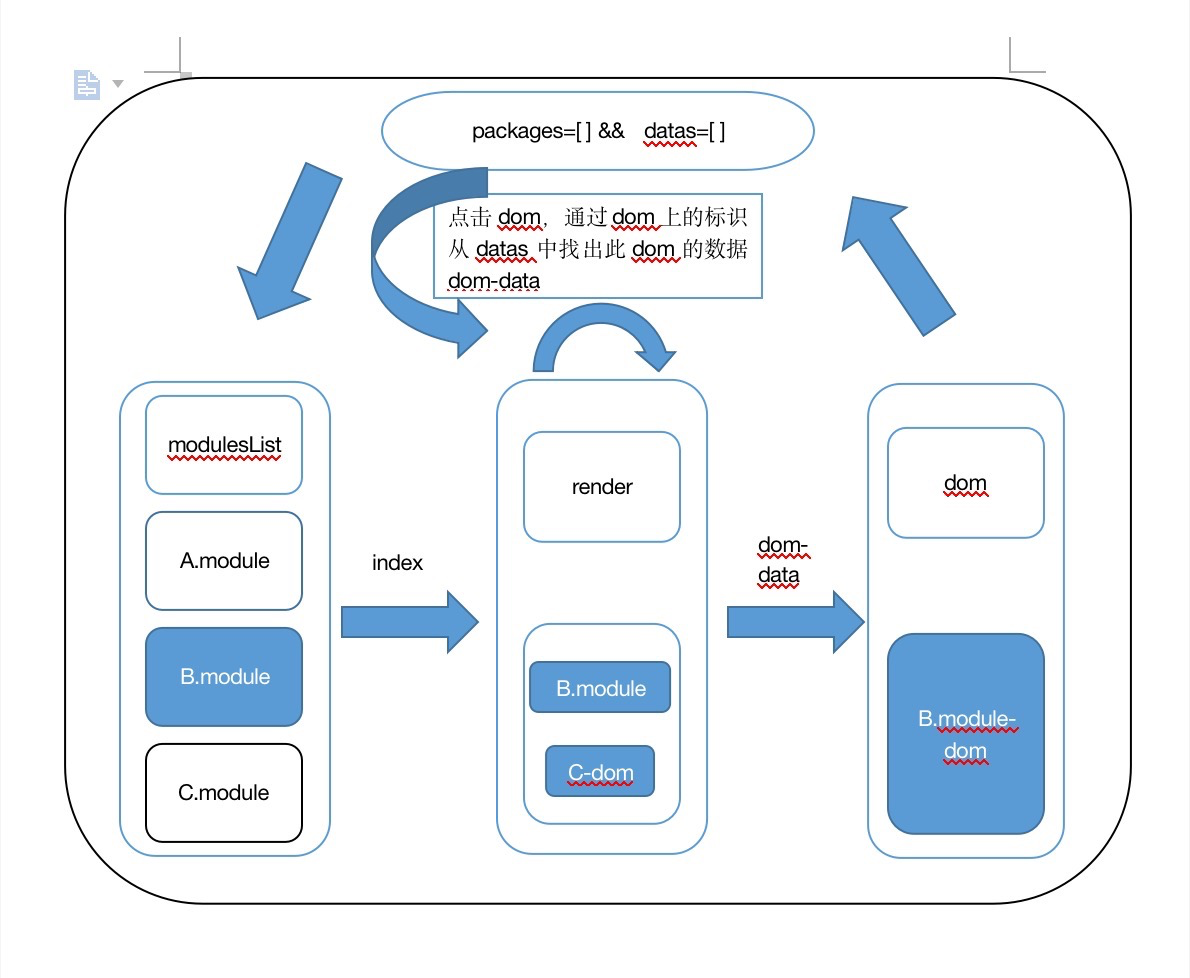 packages=[ ] && datas=[ ]
点击 dom，通过 dom 上的标识
从 datas 中找出此 dom 的数据
dom-data
modulesList
A.module
B.module
C.module
index
render
B.module
C-dom
dom-
data
dom
B.module-
dom